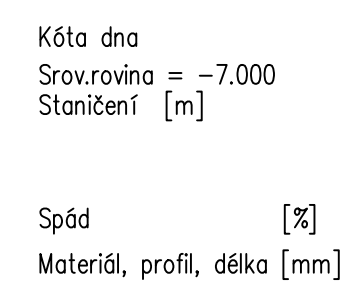 Kóta dna
Srov.rovina = -7.000
Staničení [m]
Spád [%]
Materiál, profil, délka [mm]